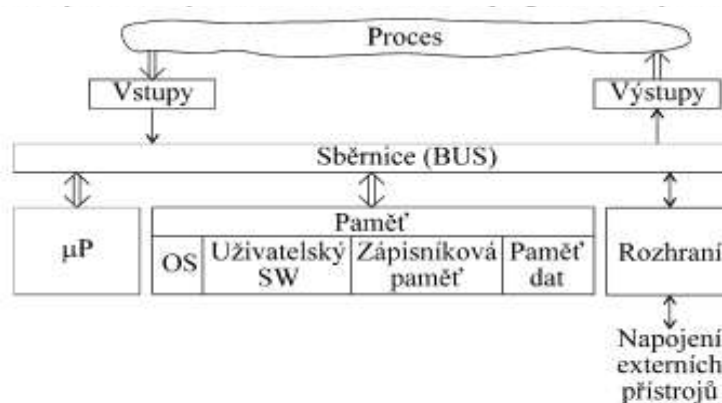 Proces
Vstupy
Výstupy
Sběrnice (BUS)
μP
Paměť
OS
Uživatelský
SW
Zápisníková
paměť
Paměť
dat
Rozhraní
Napojení
externích
přístrojů